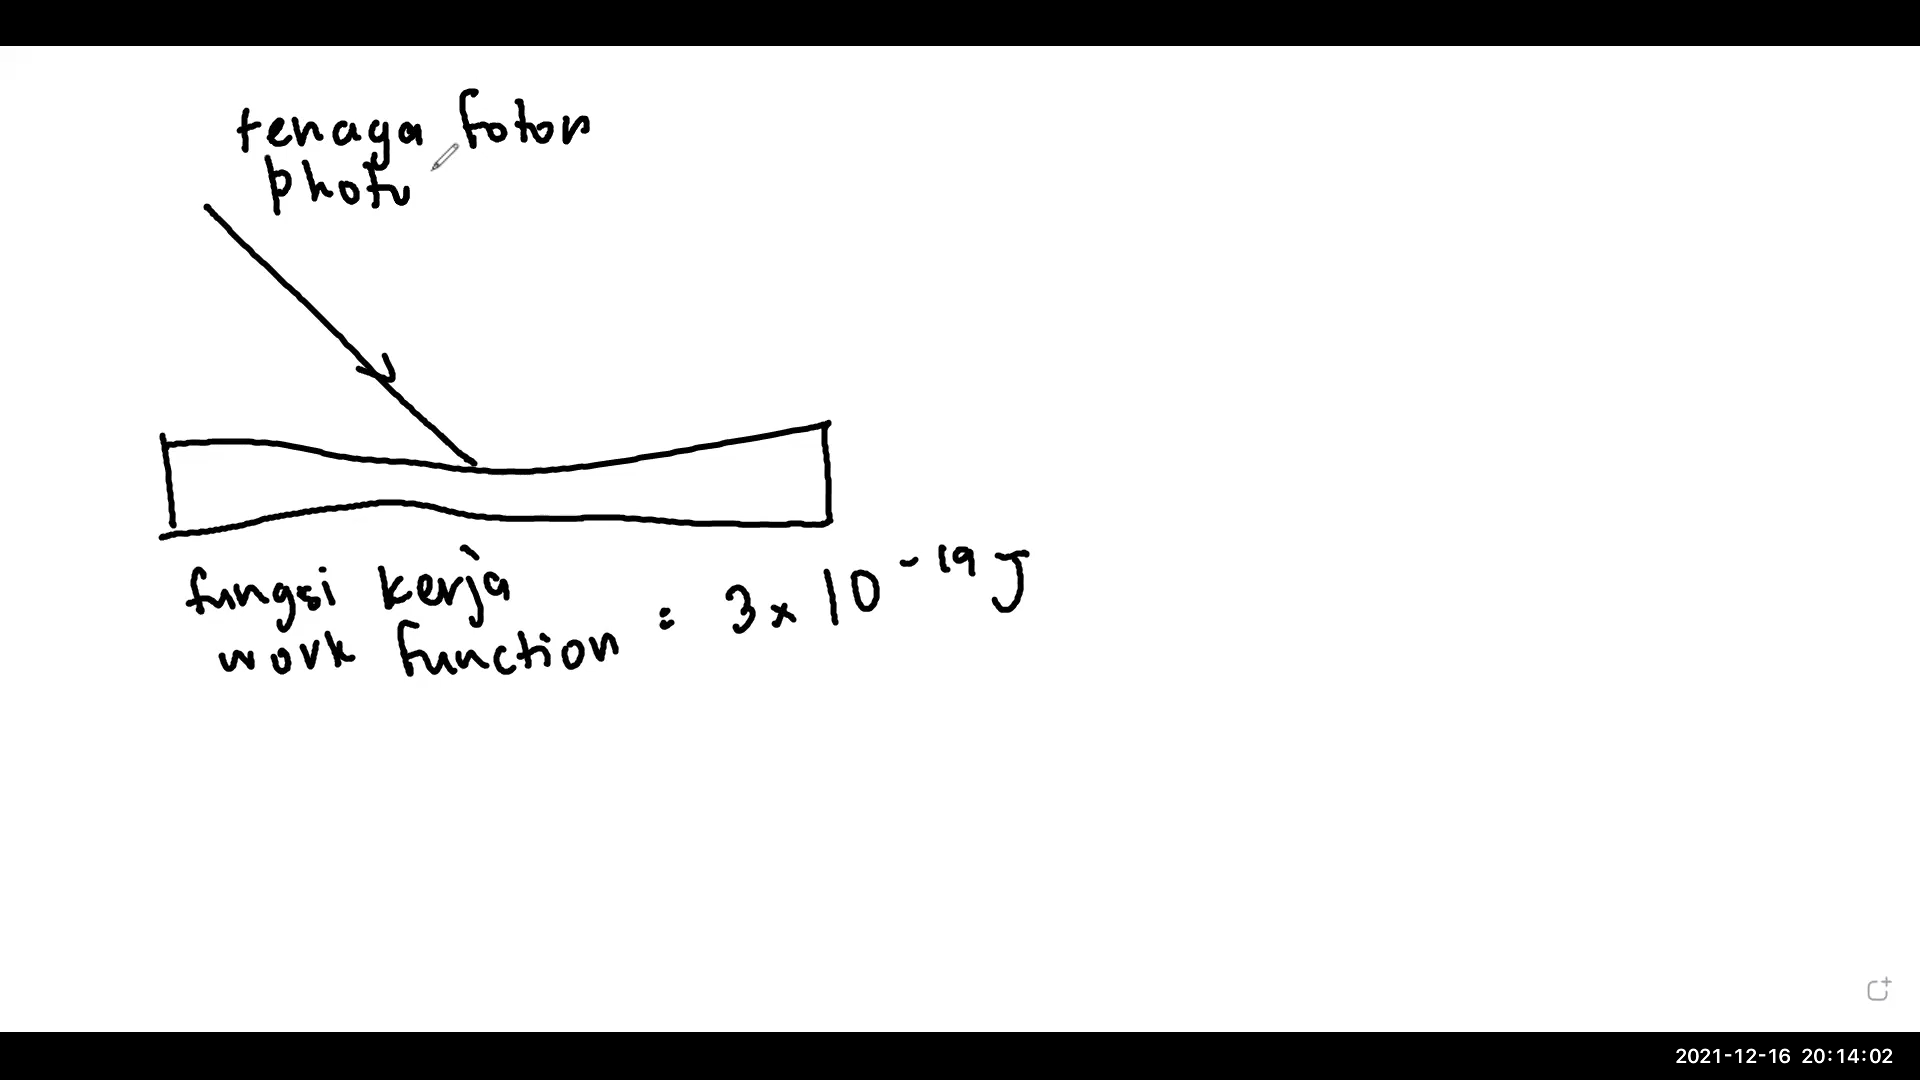 tenaga foton
photo
fungsi kerja
work function = 3 x 10⁻¹⁹ J
2021-12-16 20:14:02